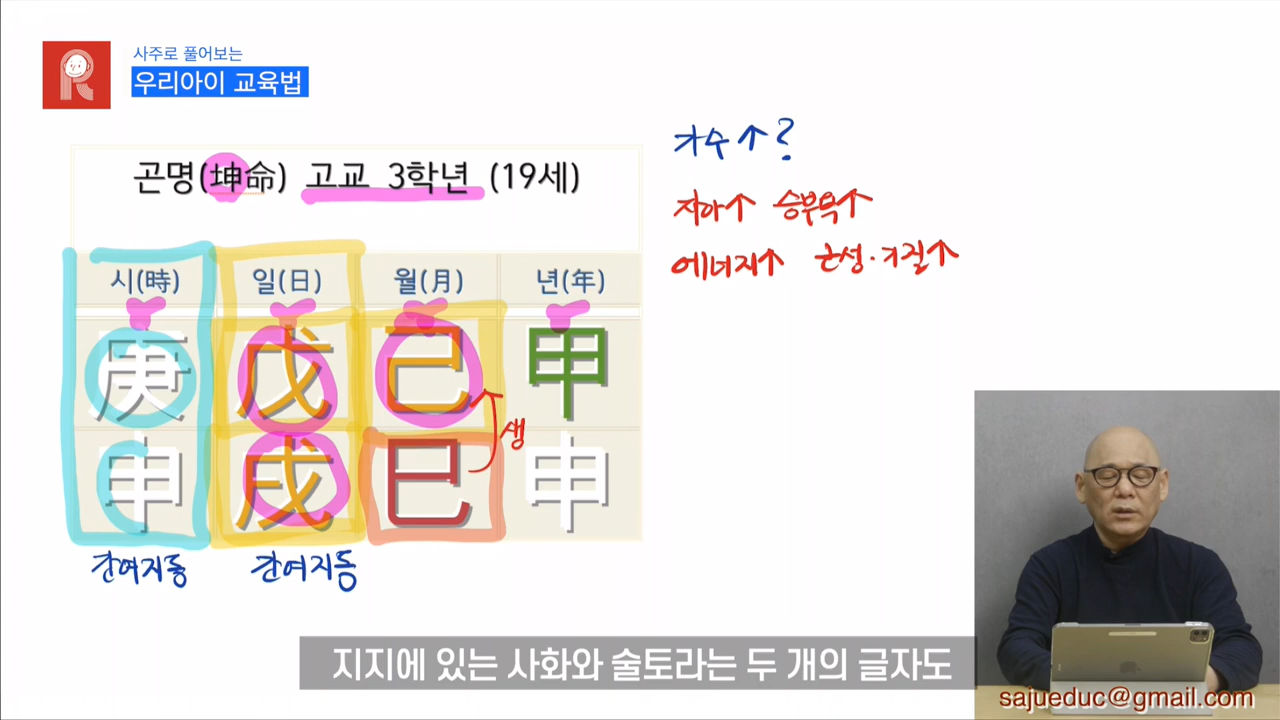 사주로 풀어보는
우리아이 교육법
곤명(坤命) 고교 3학년 (19세)
시(時) 일(日) 월(月) 년(年)
庚 戊 己 甲
申 戌 巳 申
생
간여지동 간여지동
가수↑?
자아↑ 승부욕↑
에너지↑ 근성·기질↑
지지에 있는 사화와 술토라는 두 개의 글자도
sajueduc@gmail.com